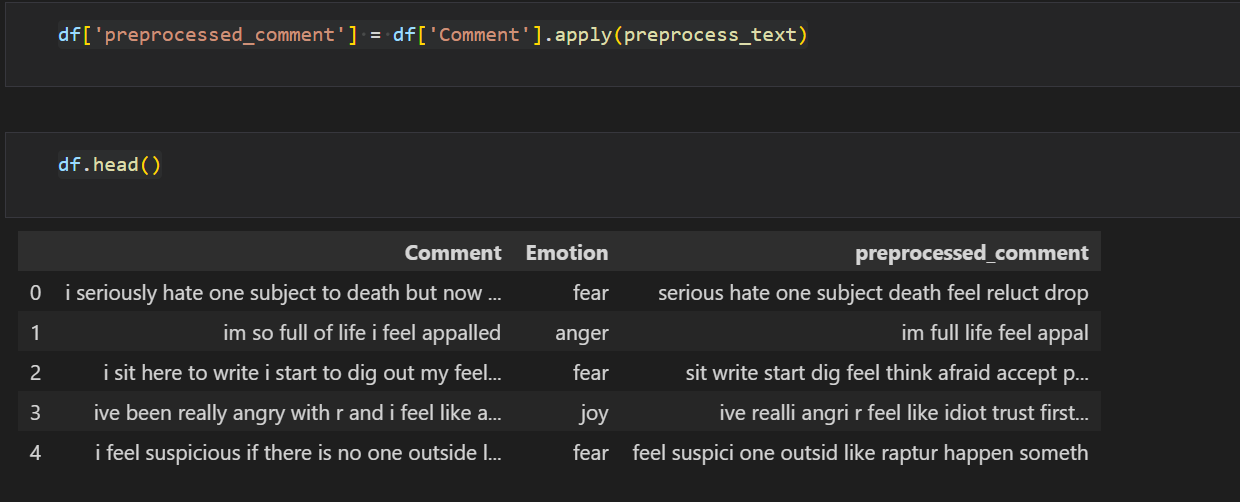 df['preprocessed_comment'] = df['Comment'].apply(preprocess_text)
df.head()
Comment Emotion preprocessed_comment
0 i seriously hate one subject to death but now ... fear serious hate one subject death feel reluct drop
1 im so full of life i feel appalled anger im full life feel appal
2 i sit here to write i start to dig out my feel... fear sit write start dig feel think afraid accept p...
3 ive been really angry with r and i feel like a... joy ive realli angri r feel like idiot trust first...
4 i feel suspicious if there is no one outside l... fear feel suspici one outsid like raptur happen someth